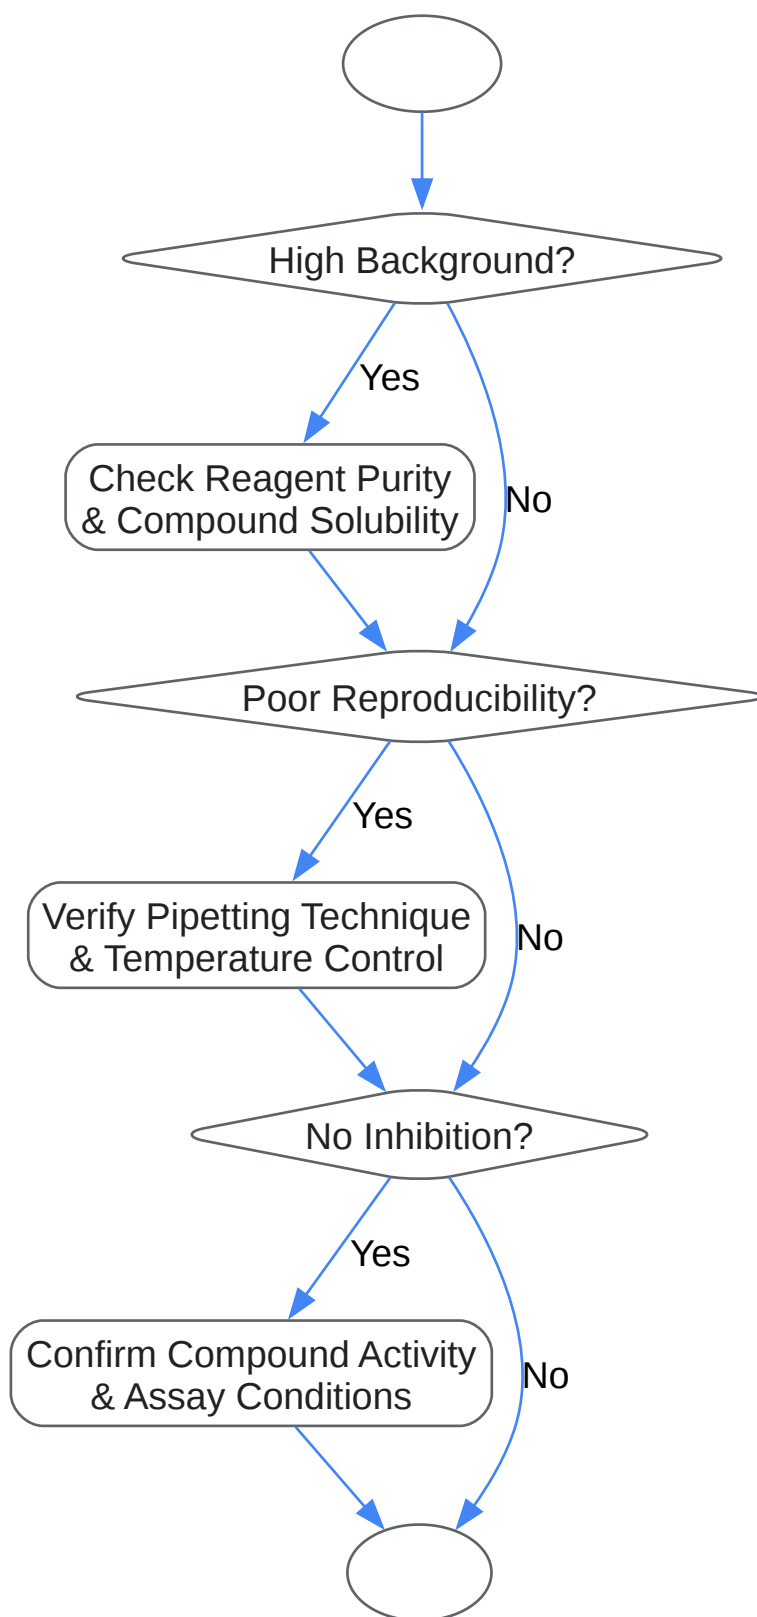 High Background?
Yes
Check Reagent Purity
& Compound Solubility
No
Poor Reproducibility?
Yes
Verify Pipetting Technique
& Temperature Control
No
No Inhibition?
Yes
Confirm Compound Activity
& Assay Conditions
No